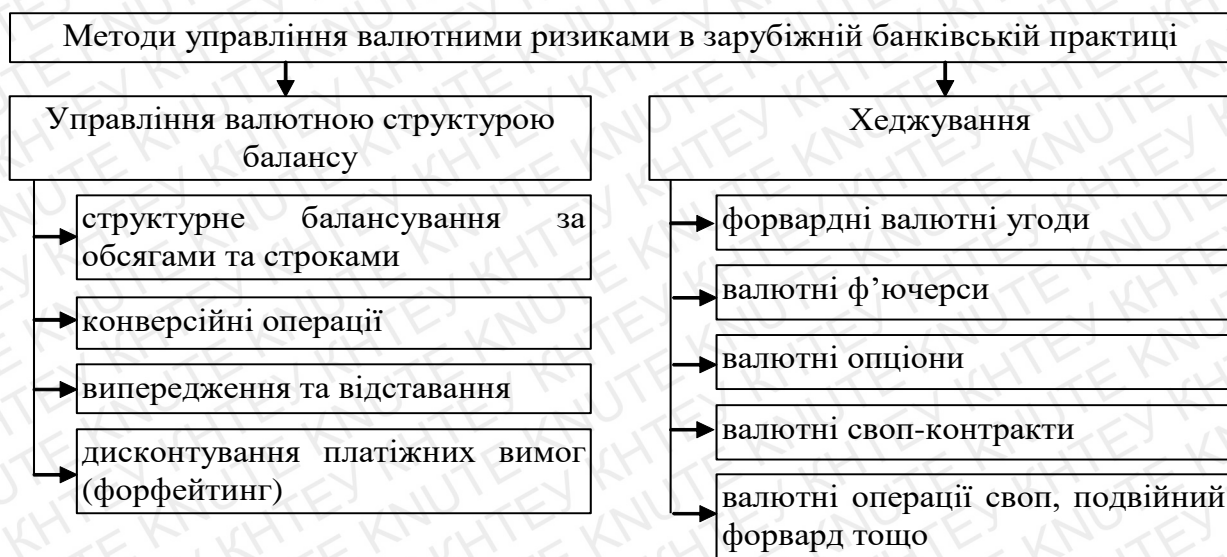 Методи управління валютними ризиками в зарубіжній банківській практиці
Управління валютною структурою
балансу
структурне балансування за
обсягами та строками
конверсійні операції
випередження та відставання
дисконтування платіжних вимог
(форфейтинг)
Хеджування
форвардні валютні угоди
валютні ф’ючерси
валютні опціони
валютні своп-контракти
валютні операції своп, подвійний
форвард тощо